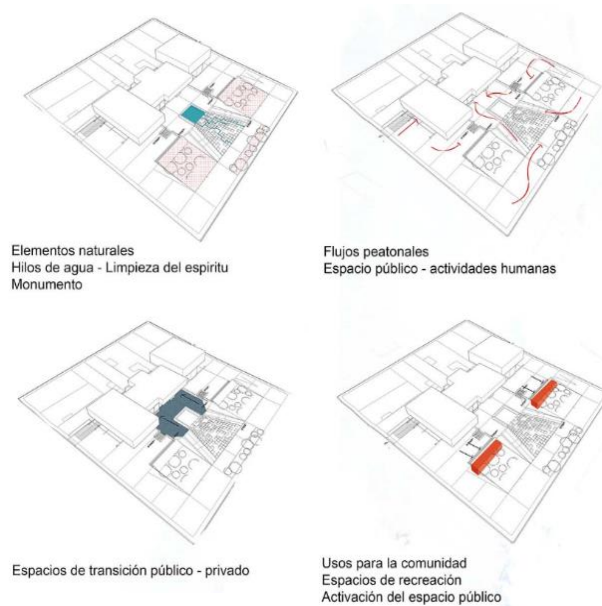 Elementos naturales
Hilos de agua - Limpieza del espiritu
Monumento
Flujos peatonales
Espacio público - actividades humanas
Espacios de transición público - privado
Usos para la comunidad
Espacios de recreación
Activación del espacio público